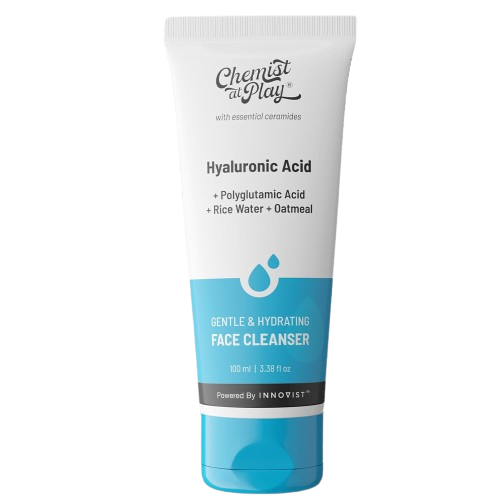 Chemist
at Play®
with essential ceramides
Hyaluronic Acid
+ Polyglutamic Acid
+ Rice Water + Oatmeal
GENTLE & HYDRATING
FACE CLEANSER
100 ml | 3.38 fl oz
Powered By INNOVIST™